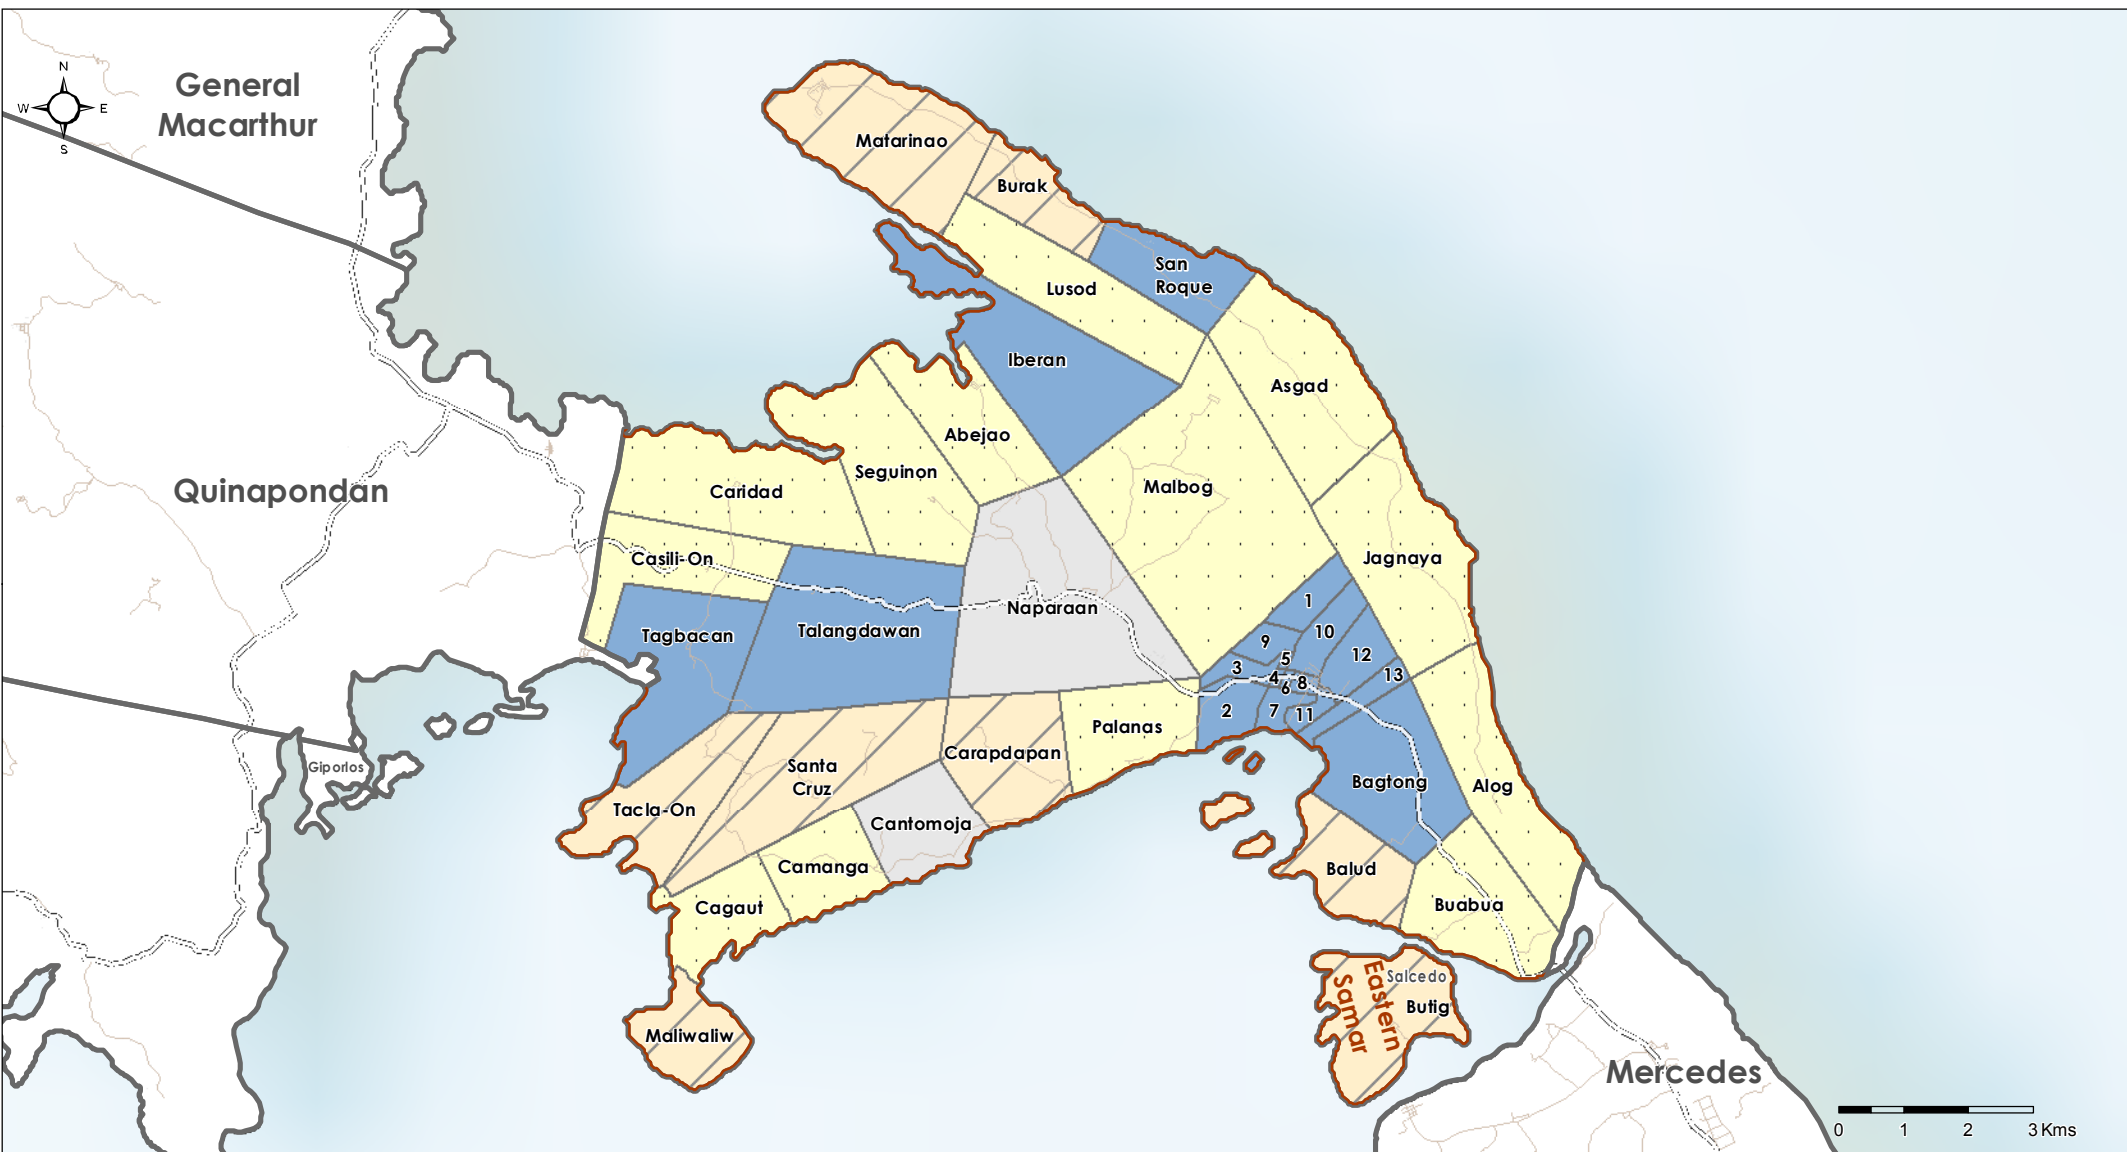 N
W
E
S
General
Macarthur
Matarinao
Burak
San
Roque
Lusod
Iberan
Asgad
Abejao
Seguinon
Malbog
Caridad
Quinapondan
Casili-On
Jagnaya
Naparaan
Talangdawan
Tagbacan
1
10
9
5
12
3
4
8
13
6
2
7
11
Palanas
Carapdapan
Santa
Cruz
Giporlos
Bagtong
Alog
Tacla-On
Cantomoja
Camanga
Balud
Cagaut
Buabua
Salcedo
Eastern
Samar
Butig
Maliwaliw
Mercedes
0 1 2 3 Kms